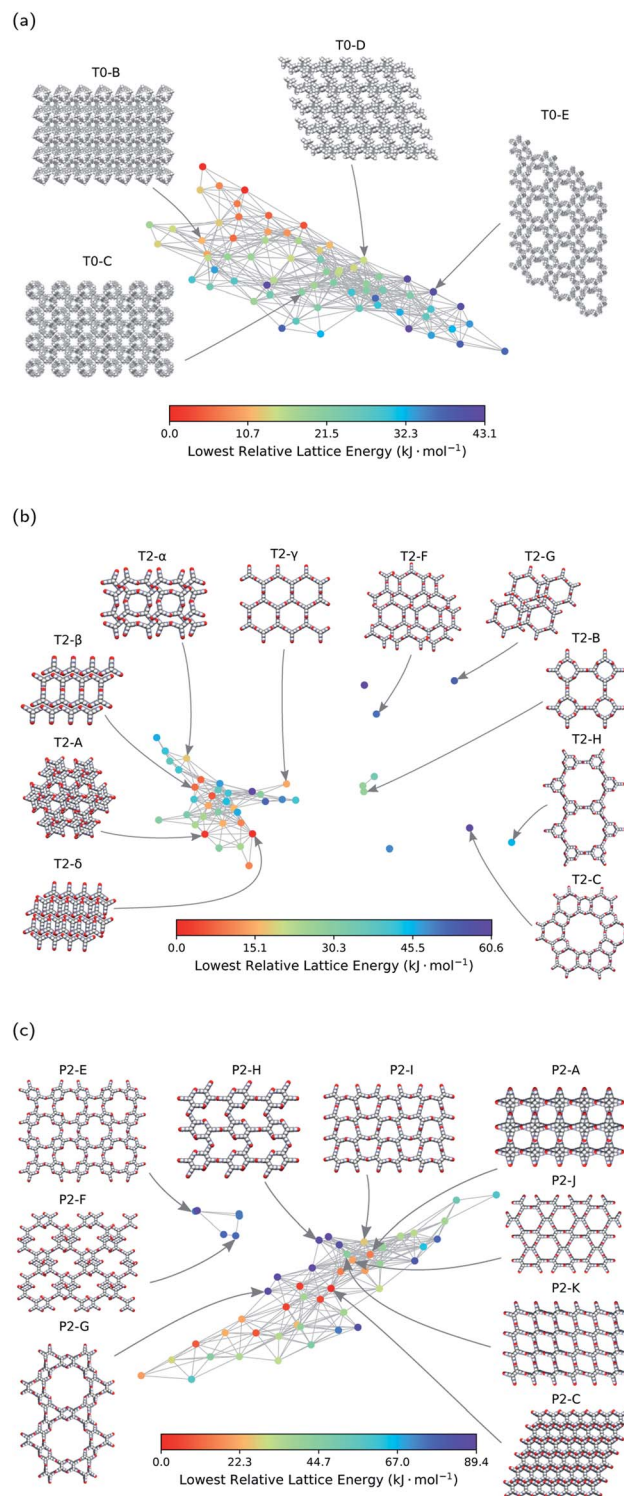 (a)
T0-D
T0-B
T0-E
T0-C
0.0 10.7 21.5 32.3 43.1
Lowest Relative Lattice Energy (kJ · mol⁻¹)
(b)
T2-α T2-γ T2-F T2-G
T2-β
T2-B
T2-A
T2-H
T2-δ
T2-C
0.0 15.1 30.3 45.5 60.6
Lowest Relative Lattice Energy (kJ · mol⁻¹)
(c)
P2-E P2-H P2-I P2-A
P2-J
P2-F
P2-K
P2-G
P2-C
0.0 22.3 44.7 67.0 89.4
Lowest Relative Lattice Energy (kJ · mol⁻¹)